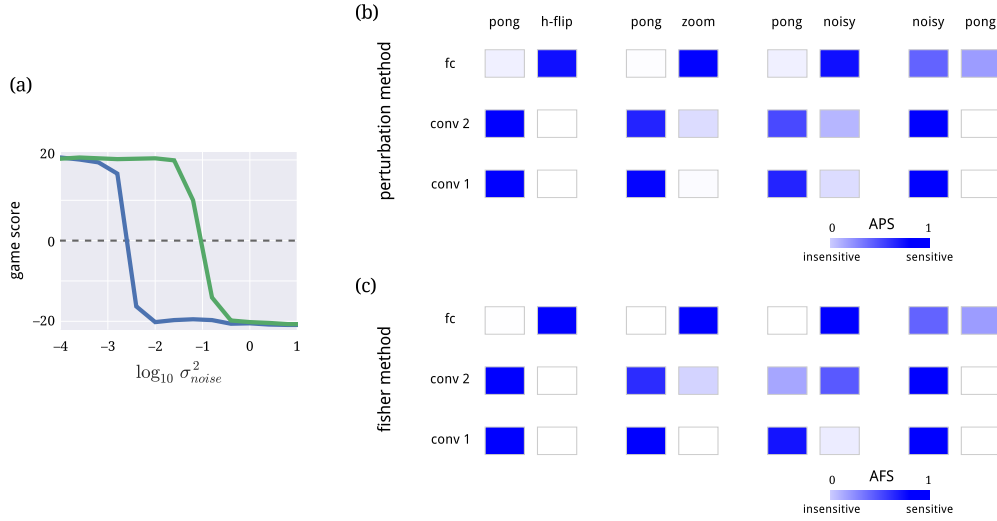 (a)
20
0
−20
game score
−4 −3 −2 −1 0 1
log₁₀ σ²noise
(b)
pong h-flip pong zoom pong noisy noisy pong
perturbation method
fc
conv 2
conv 1
0 APS 1
insensitive sensitive
(c)
fisher method
fc
conv 2
conv 1
0 AFS 1
insensitive sensitive